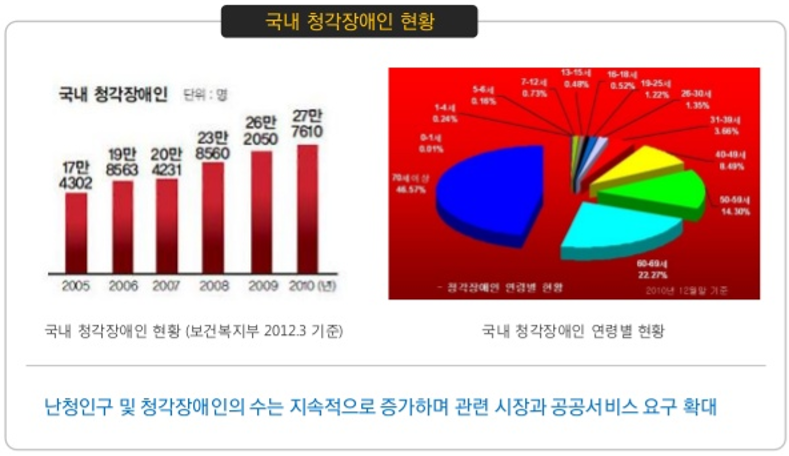 국내 청각장애인 현황
국내 청각장애인 단위 : 명
17만
4302
19만
8563
20만
4231
23만
8560
26만
2050
27만
7610
2005 2006 2007 2008 2009 2010 (년)
0-1세
0.01%
1-4세
0.24%
5-6세
0.16%
7-12세
0.73%
13-15세
0.48%
16-18세
0.52%
19-25세
1.22%
26-30세
1.35%
31-39세
3.66%
40-49세
8.49%
50-59세
14.30%
60-69세
22.27%
70세이상
46.57%
- 청각장애인 연령별 현황
2010년 12월말 기준
국내 청각장애인 현황 (보건복지부 2012.3 기준)
국내 청각장애인 연령별 현황
난청인구 및 청각장애인의 수는 지속적으로 증가하며 관련 시장과 공공서비스 요구 확대